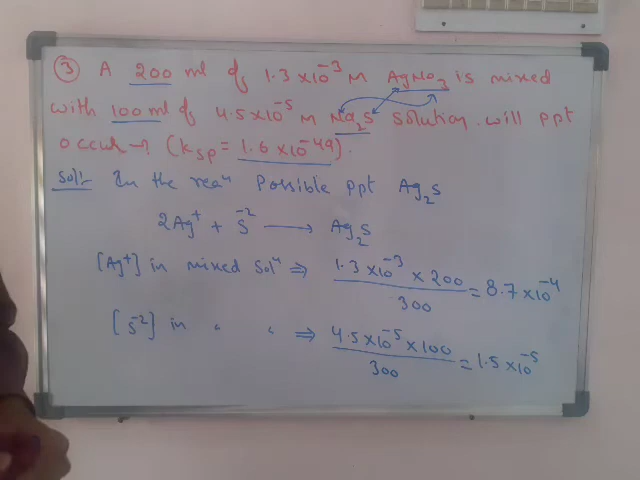 ③ A 200 ml of 1.3×10⁻³ M AgNO₃ is mixed
with 100 ml of 4.5×10⁻⁵ M Na₂S solution. will ppt
occur → (Ksp = 1.6×10⁻⁴⁹).
Sol:- In the reaⁿ Possible ppt Ag₂S
2Ag⁺ + S⁻² → Ag₂S
[Ag⁺] in mixed Solⁿ ⇒ 1.3×10⁻³×200 / 300 = 8.7×10⁻⁴
[S⁻²] in " " ⇒ 4.5×10⁻⁵×100 / 300 = 1.5×10⁻⁵